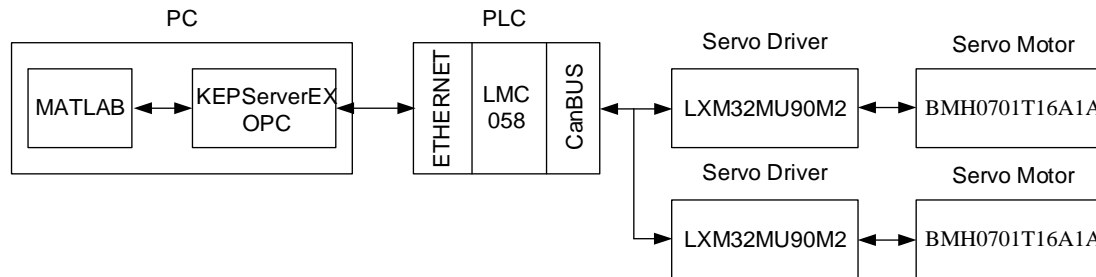 PC
PLC
Servo Driver
Servo Motor
MATLAB
KEPServerEX
OPC
ETHERNET
LMC
058
CanBUS
LXM32MU90M2
BMH0701T16A1A
Servo Driver
Servo Motor
LXM32MU90M2
BMH0701T16A1A